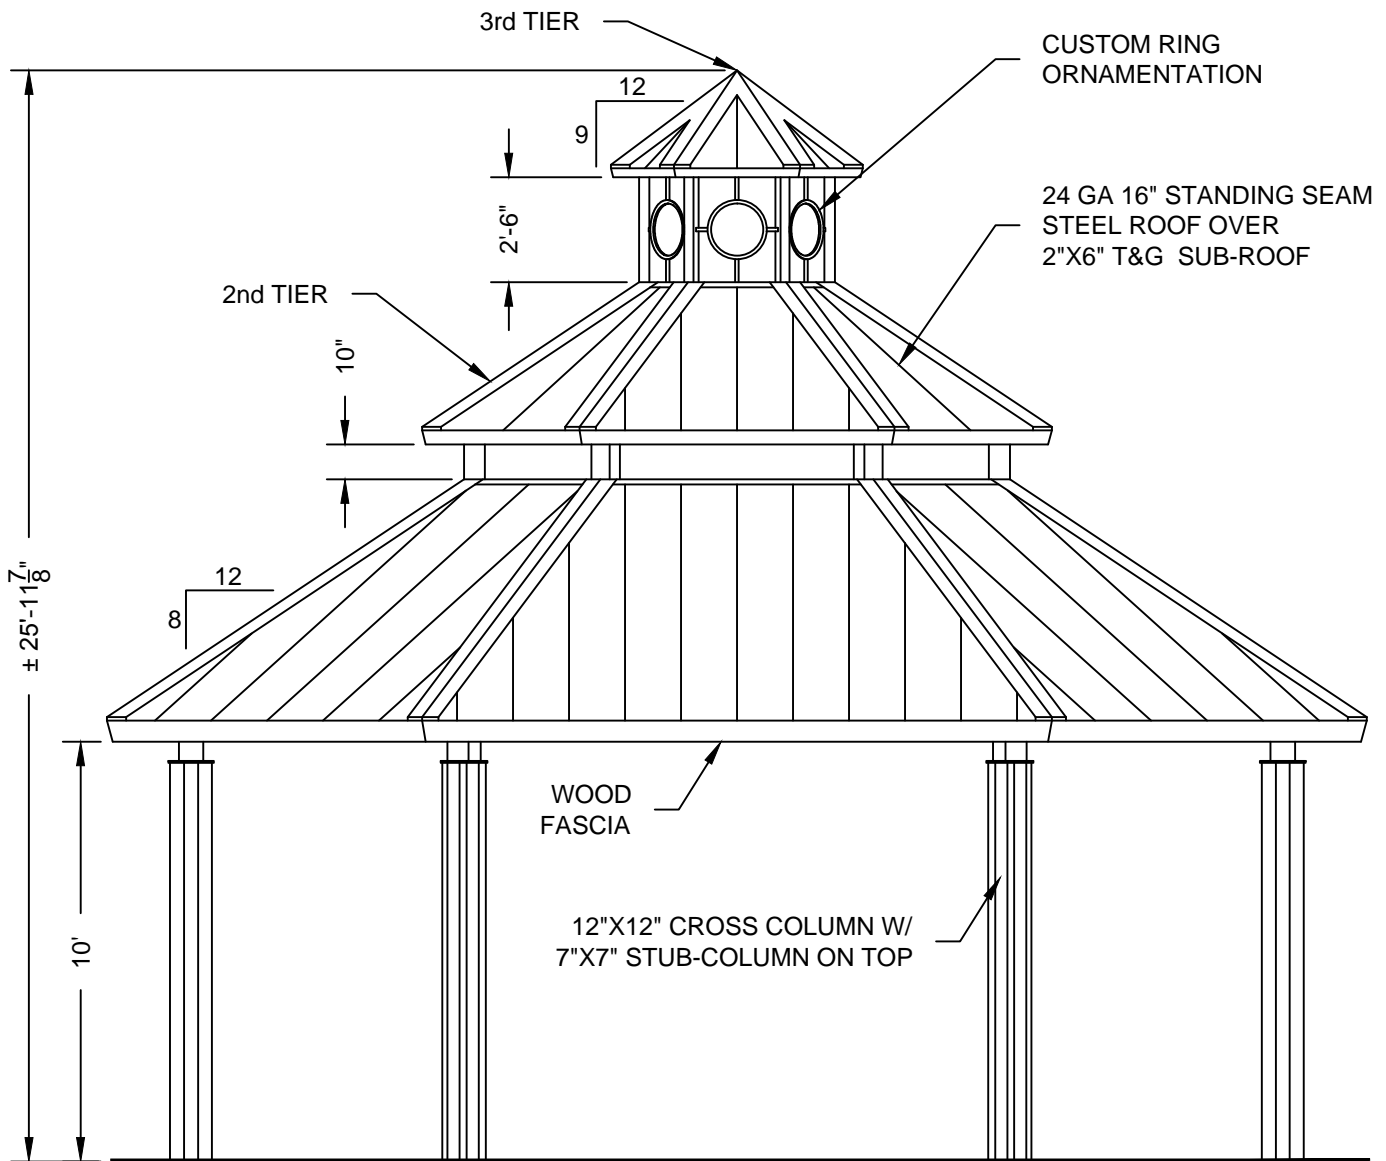 3rd TIER
CUSTOM RING
ORNAMENTATION
12
9
24 GA 16" STANDING SEAM
STEEL ROOF OVER
2"X6" T&G SUB-ROOF
2'-6"
2nd TIER
10"
12
8
± 25'-11 7/8"
WOOD
FASCIA
12"X12" CROSS COLUMN W/
7"X7" STUB-COLUMN ON TOP
10'